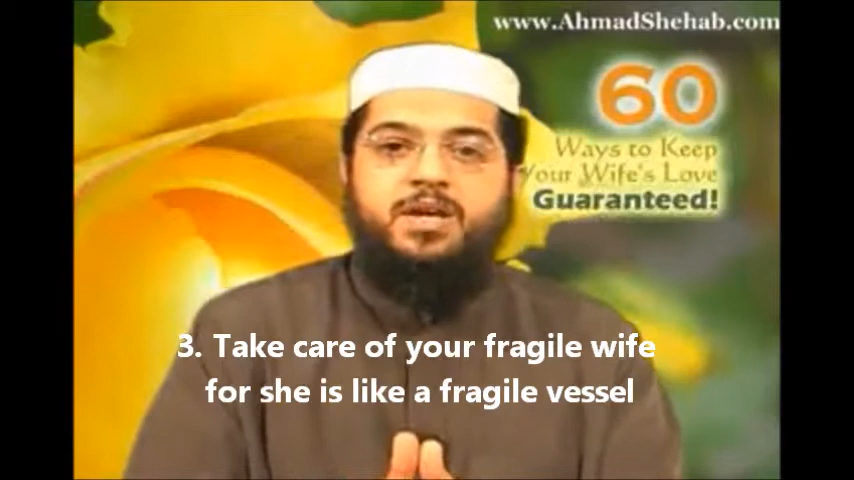 www.AhmadShehab.com
60
Ways to Keep
Your Wife's Love
Guaranteed!
3. Take care of your fragile wife
for she is like a fragile vessel